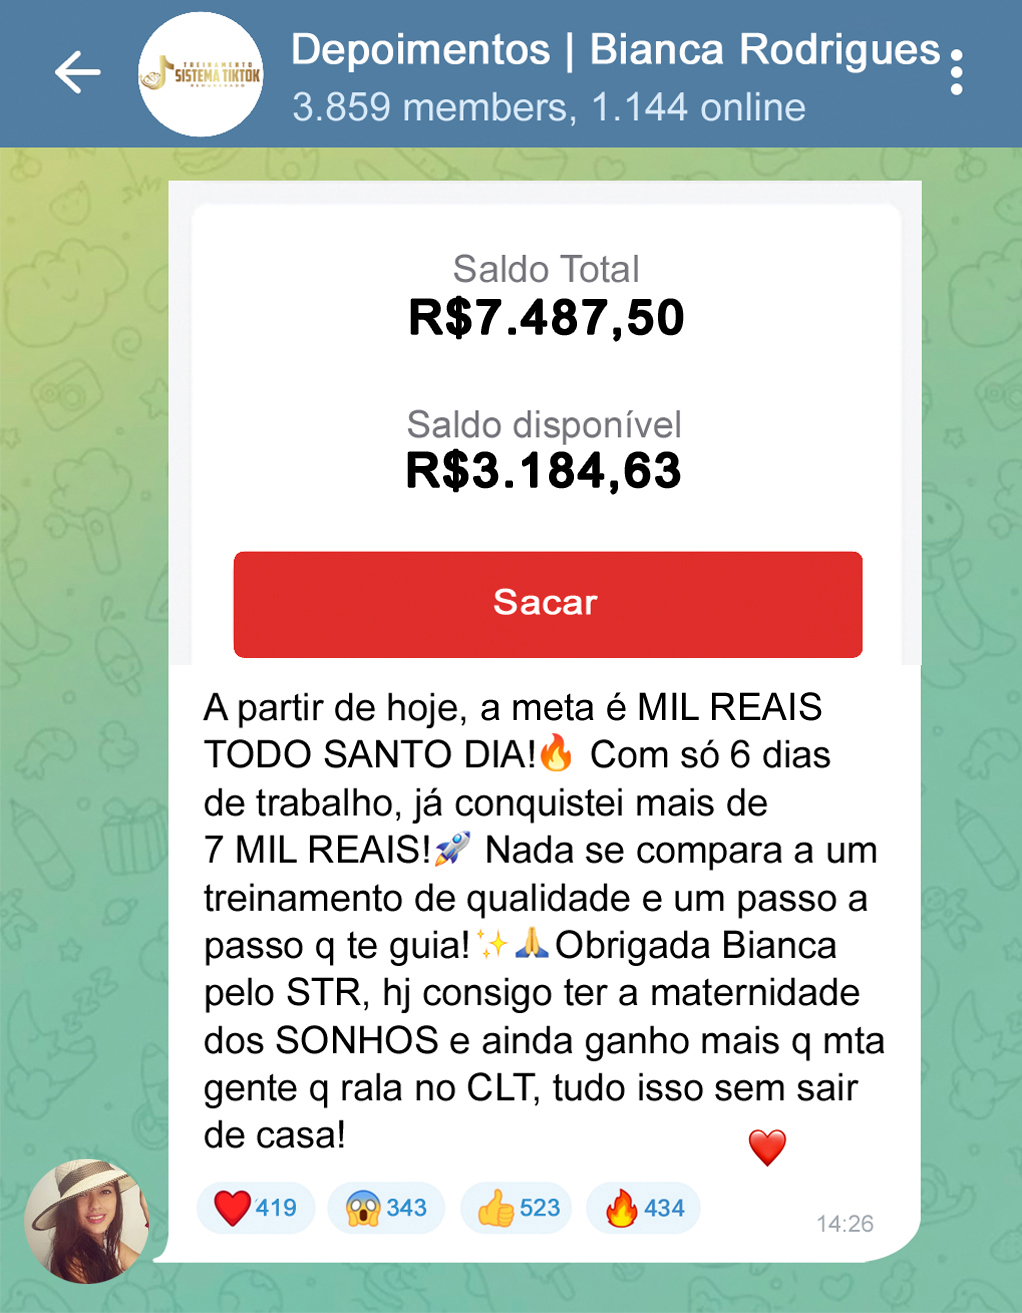 Depoimentos | Bianca Rodrigues
3.859 members, 1.144 online
TREINAMENTO
SISTEMA TIKTOK
Saldo Total
R$7.487,50
Saldo disponível
R$3.184,63
Sacar
A partir de hoje, a meta é MIL REAIS
TODO SANTO DIA!🔥 Com só 6 dias
de trabalho, já conquistei mais de
7 MIL REAIS!🚀 Nada se compara a um
treinamento de qualidade e um passo a
passo q te guia!✨🙏Obrigada Bianca
pelo STR, hj consigo ter a maternidade
dos SONHOS e ainda ganho mais q mta
gente q rala no CLT, tudo isso sem sair
de casa!
❤️
❤️ 419 😱 343 👍 523 🔥 434
14:26